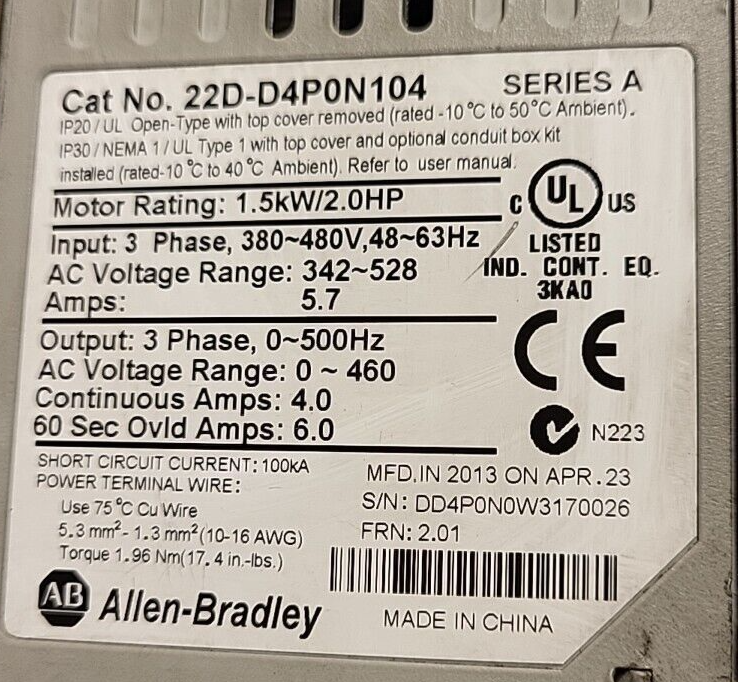 Cat No. 22D-D4P0N104 SERIES A
IP20 / UL Open-Type with top cover removed (rated -10°C to 50°C Ambient).
IP30 / NEMA 1 / UL Type 1 with top cover and optional conduit box kit
installed (rated-10 °C to 40 °C Ambient). Refer to user manual.
Motor Rating: 1.5kW/2.0HP
C UL US
Input: 3 Phase, 380~480V,48~63Hz
LISTED
AC Voltage Range: 342~528
IND. CONT. EQ.
Amps: 5.7
3KA0
Output: 3 Phase, 0~500Hz
AC Voltage Range: 0 ~ 460
CE
Continuous Amps: 4.0
60 Sec Ovld Amps: 6.0
N223
SHORT CIRCUIT CURRENT: 100kA
POWER TERMINAL WIRE:
Use 75°C Cu Wire
5.3 mm²- 1.3 mm²(10-16 AWG)
Torque 1.96 Nm(17.4 in.-lbs.)
MFD.IN 2013 ON APR.23
S/N: DD4P0N0W3170026
FRN: 2.01
AB Allen-Bradley
MADE IN CHINA